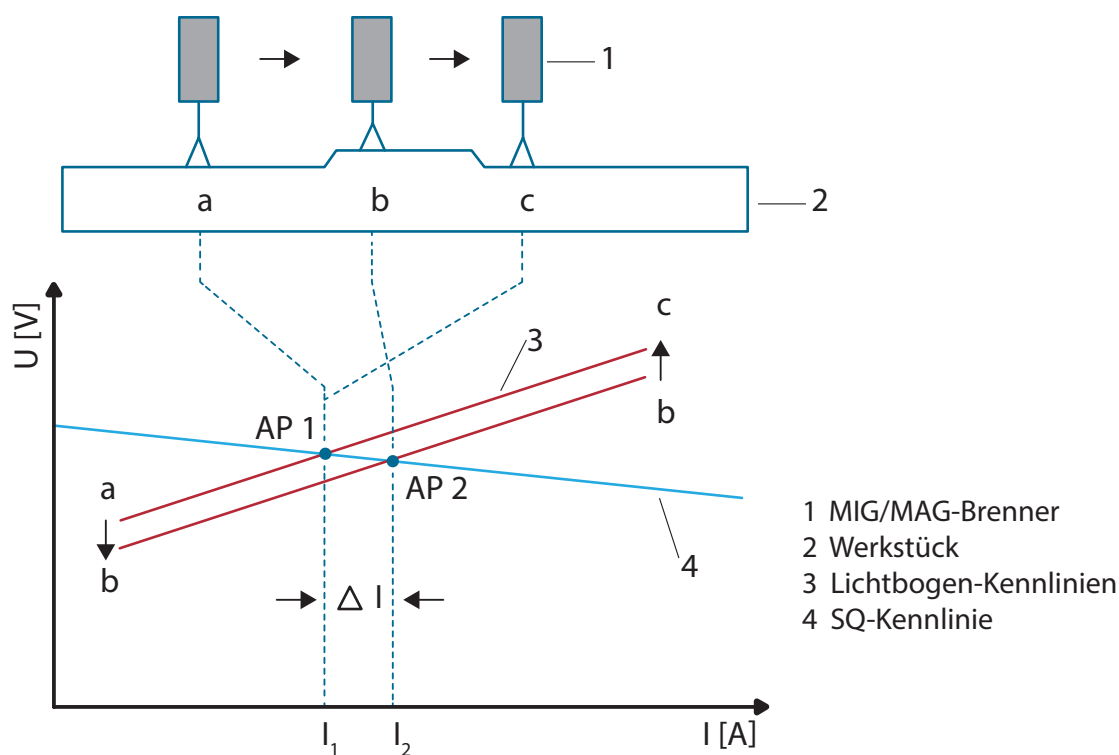 1
a
b
c
2
U [V]
c
3
b
AP 1
AP 2
a
b
4
Δ I
I₁
I₂
I [A]
1 MIG/MAG-Brenner
2 Werkstück
3 Lichtbogen-Kennlinien
4 SQ-Kennlinie